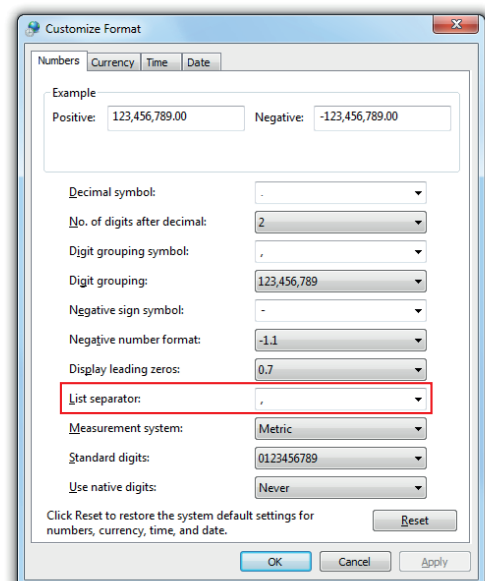 Customize Format
Numbers Currency Time Date
Example
Positive: 123,456,789.00 Negative: -123,456,789.00
Decimal symbol: .
No. of digits after decimal: 2
Digit grouping symbol: ,
Digit grouping: 123,456,789
Negative sign symbol: -
Negative number format: -1.1
Display leading zeros: 0.7
List separator: ,
Measurement system: Metric
Standard digits: 0123456789
Use native digits: Never
Click Reset to restore the system default settings for
numbers, currency, time, and date.
Reset
OK Cancel Apply